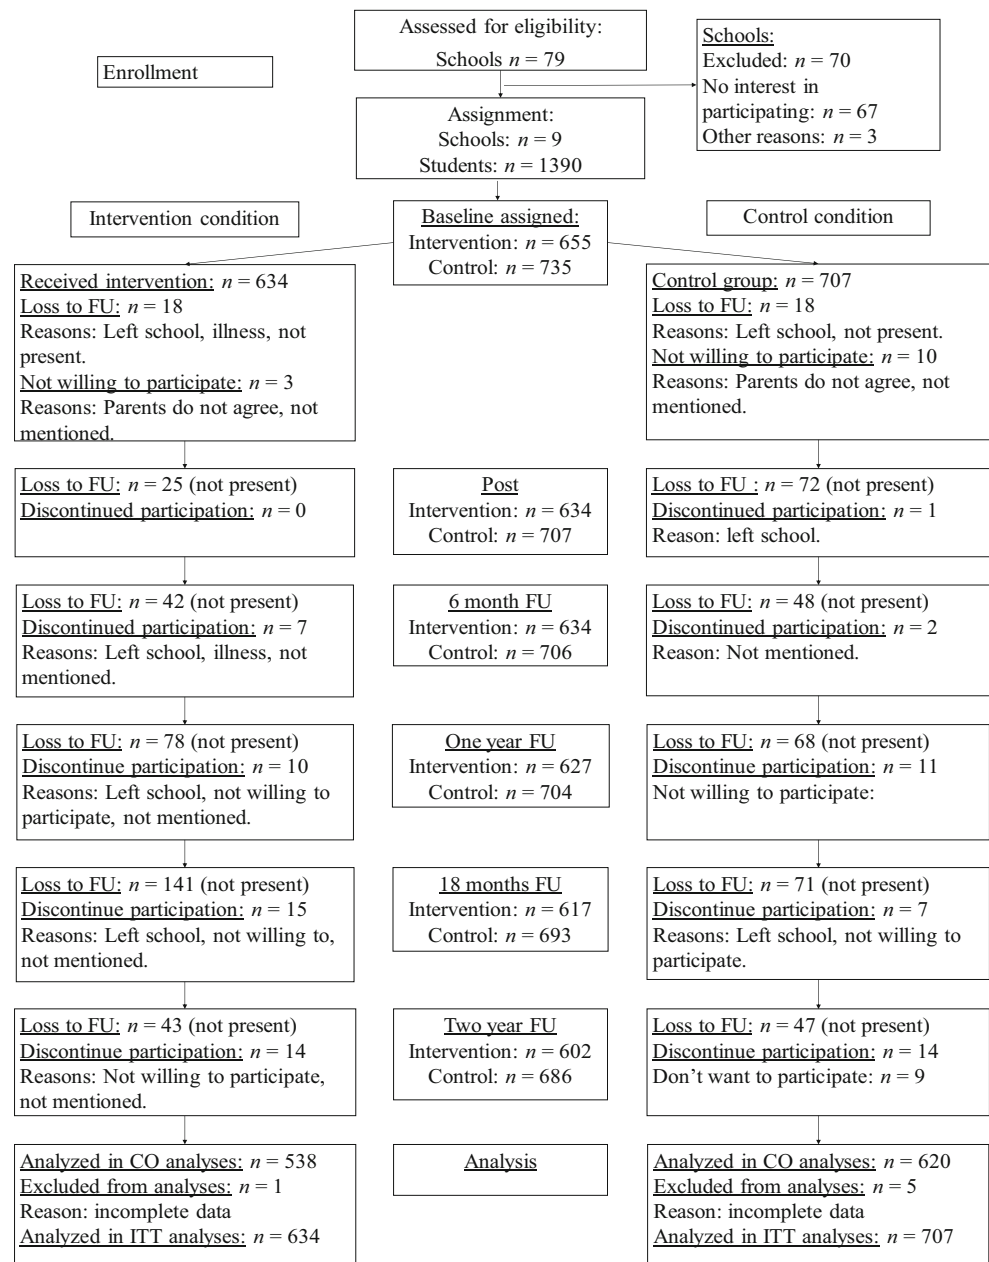 Assessed for eligibility:
Schools n = 79
Schools:
Excluded: n = 70
No interest in
participating: n = 67
Other reasons: n = 3
Enrollment
Assignment:
Schools: n = 9
Students: n = 1390
Intervention condition
Baseline assigned:
Intervention: n = 655
Control: n = 735
Control condition
Received intervention: n = 634
Loss to FU: n = 18
Reasons: Left school, illness, not
present.
Not willing to participate: n = 3
Reasons: Parents do not agree, not
mentioned.
Control group: n = 707
Loss to FU: n = 18
Reasons: Left school, not present.
Not willing to participate: n = 10
Reasons: Parents do not agree, not
mentioned.
Loss to FU: n = 25 (not present)
Discontinued participation: n = 0
Post
Intervention: n = 634
Control: n = 707
Loss to FU : n = 72 (not present)
Discontinued participation: n = 1
Reason: left school.
Loss to FU: n = 42 (not present)
Discontinued participation: n = 7
Reasons: Left school, illness, not
mentioned.
6 month FU
Intervention: n = 634
Control: n = 706
Loss to FU: n = 48 (not present)
Discontinued participation: n = 2
Reason: Not mentioned.
Loss to FU: n = 78 (not present)
Discontinue participation: n = 10
Reasons: Left school, not willing to
participate, not mentioned.
One year FU
Intervention: n = 627
Control: n = 704
Loss to FU: n = 68 (not present)
Discontinue participation: n = 11
Not willing to participate:
Loss to FU: n = 141 (not present)
Discontinue participation: n = 15
Reasons: Left school, not willing to,
not mentioned.
18 months FU
Intervention: n = 617
Control: n = 693
Loss to FU: n = 71 (not present)
Discontinue participation: n = 7
Reasons: Left school, not willing to
participate.
Loss to FU: n = 43 (not present)
Discontinue participation: n = 14
Reasons: Not willing to participate,
not mentioned.
Two year FU
Intervention: n = 602
Control: n = 686
Loss to FU: n = 47 (not present)
Discontinue participation: n = 14
Don't want to participate: n = 9
Analyzed in CO analyses: n = 538
Excluded from analyses: n = 1
Reason: incomplete data
Analyzed in ITT analyses: n = 634
Analysis
Analyzed in CO analyses: n = 620
Excluded from analyses: n = 5
Reason: incomplete data
Analyzed in ITT analyses: n = 707